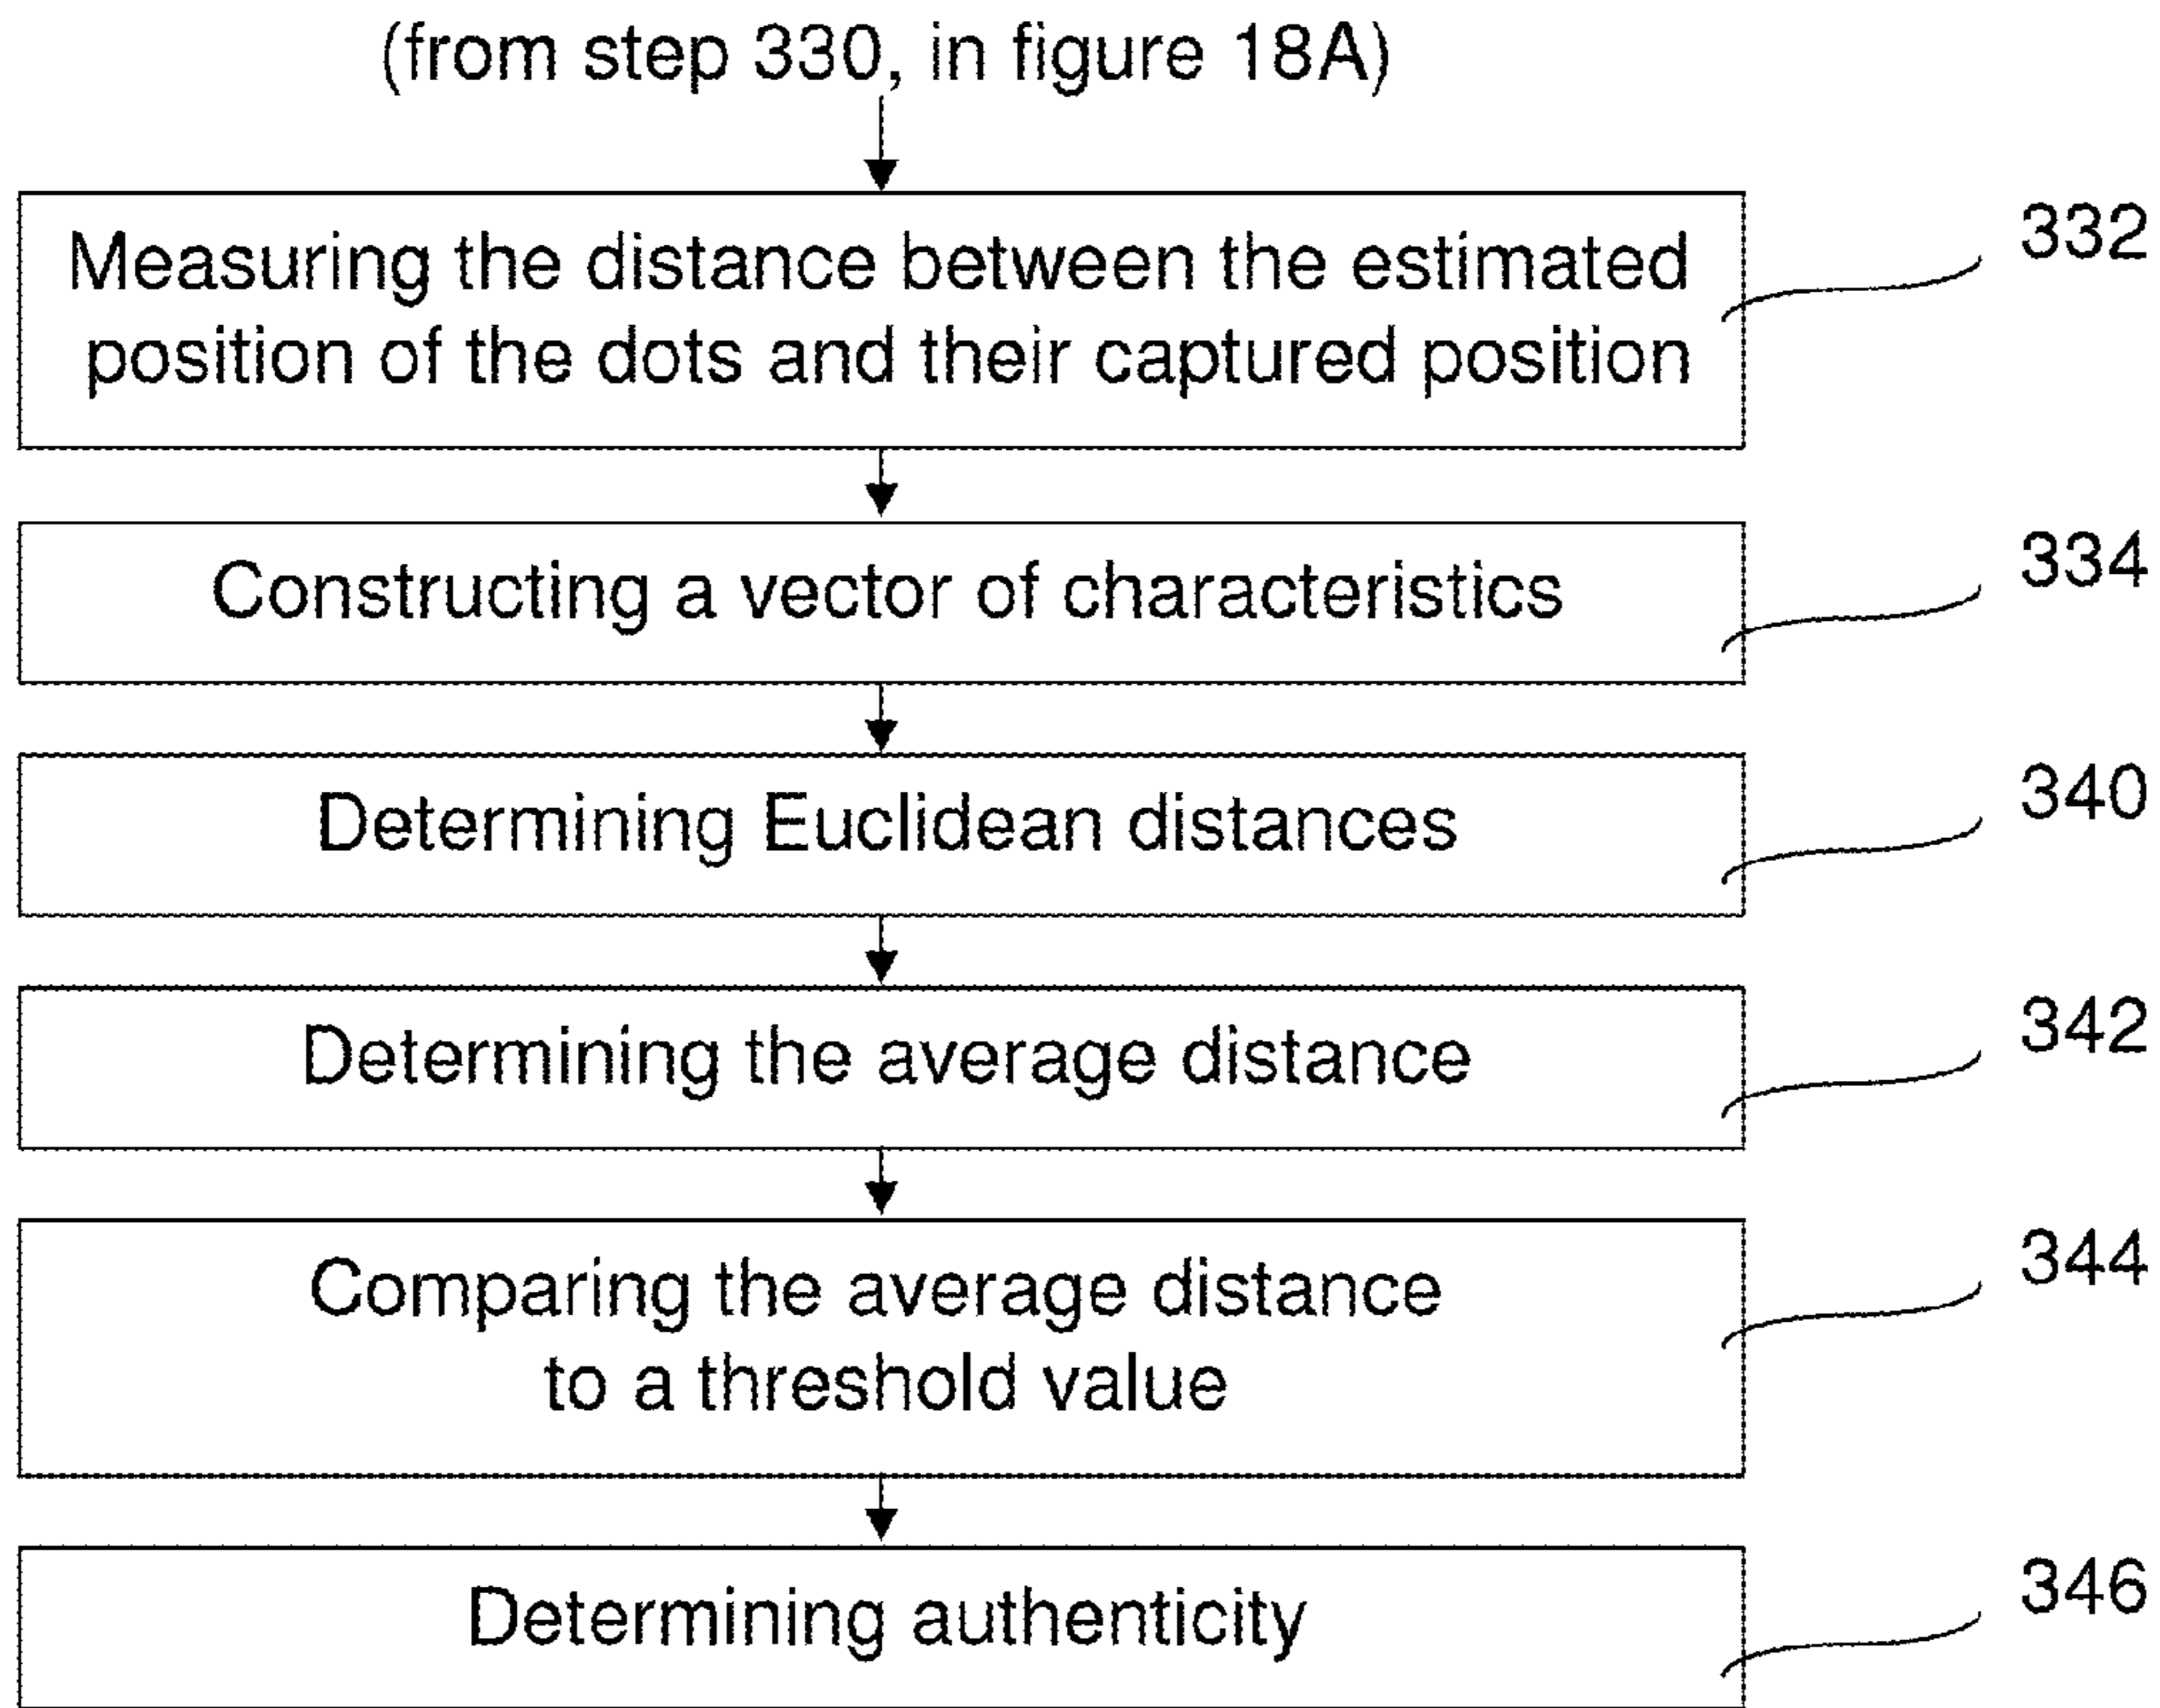 (from step 330, in figure 18A)
332
Measuring the distance between the estimated
position of the dots and their captured position
334
Constructing a vector of characteristics
340
Determining Euclidean distances
342
Determining the average distance
344
Comparing the average distance
to a threshold value
346
Determining authenticity